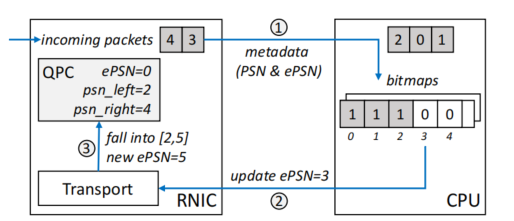 incoming packets 4 3
①
metadata
(PSN & ePSN)
2 0 1
QPC ePSN=0
psn_left=2
psn_right=4
bitmaps
1 1 1 0 0
0 1 2 3 4
③ fall into [2,5]
new ePSN=5
Transport
RNIC
update ePSN=3
②
CPU